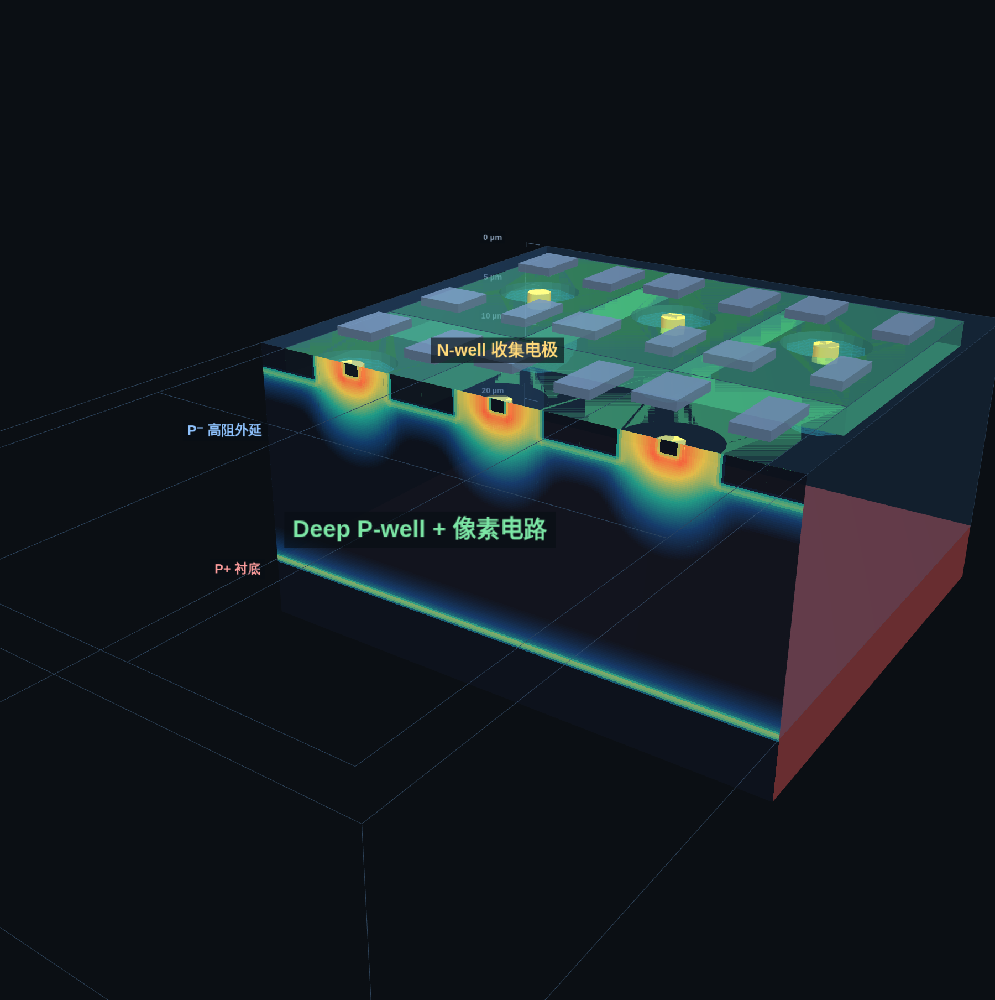 0 µm
5 µm
10 µm
N-well 收集电极
20 µm
P⁻ 高阻外延
Deep P-well + 像素电路
P+ 衬底